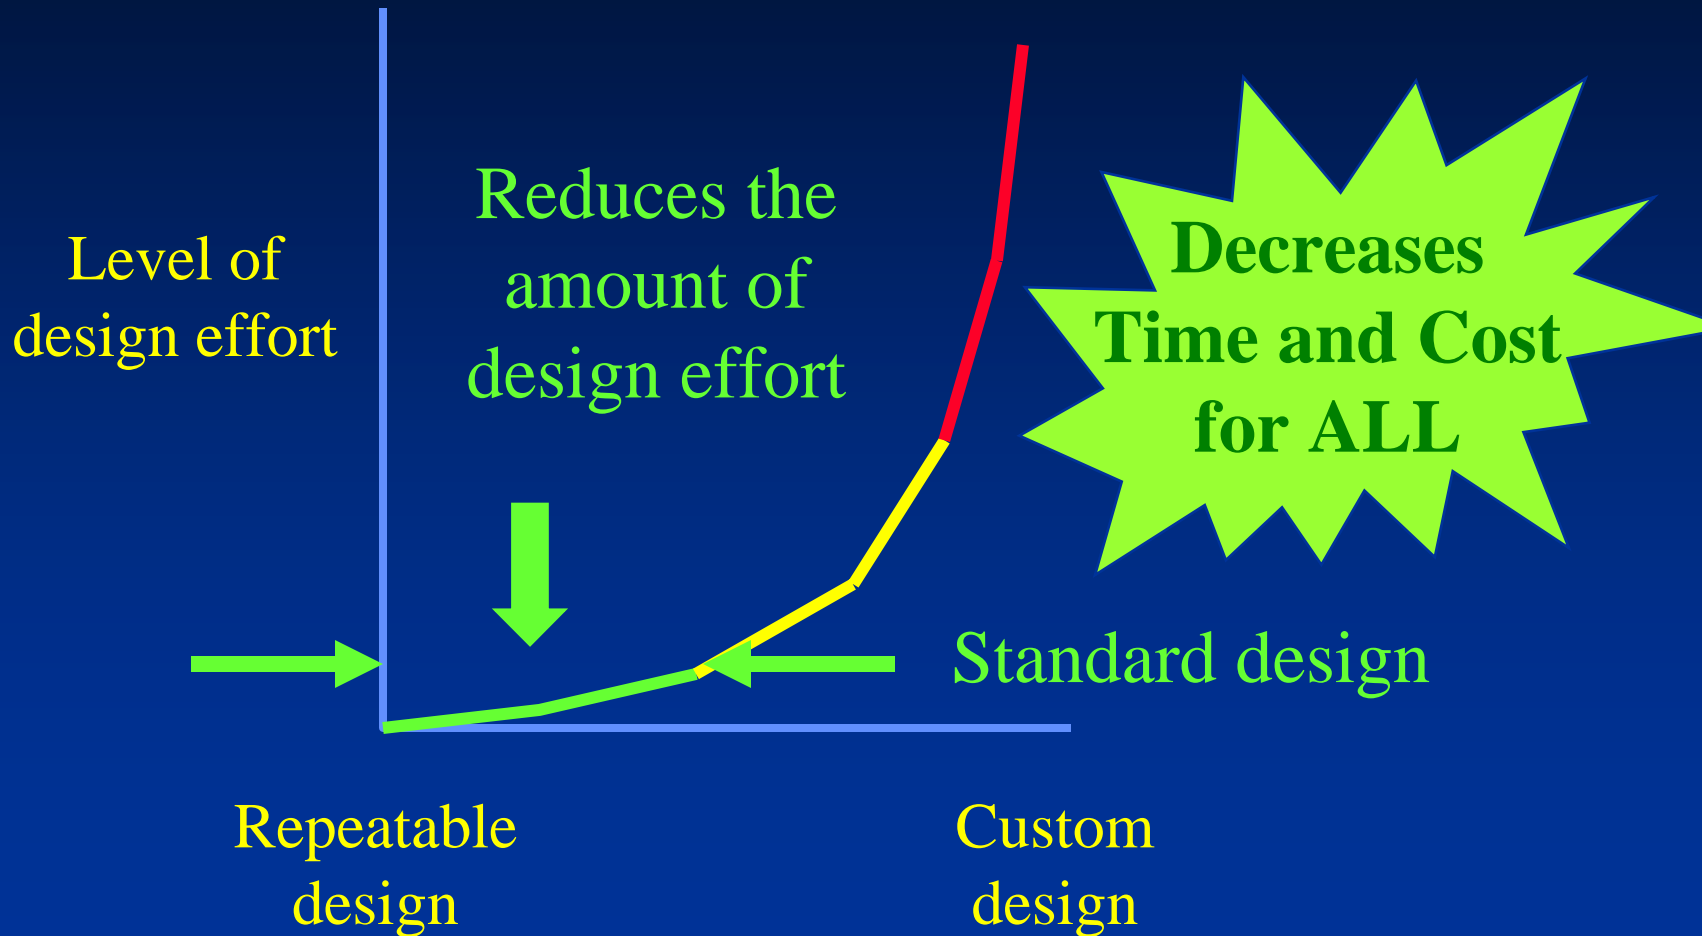 Level of
design effort
Reduces the
amount of
design effort
Decreases
Time and Cost
for ALL
Standard design
Repeatable
design
Custom
design